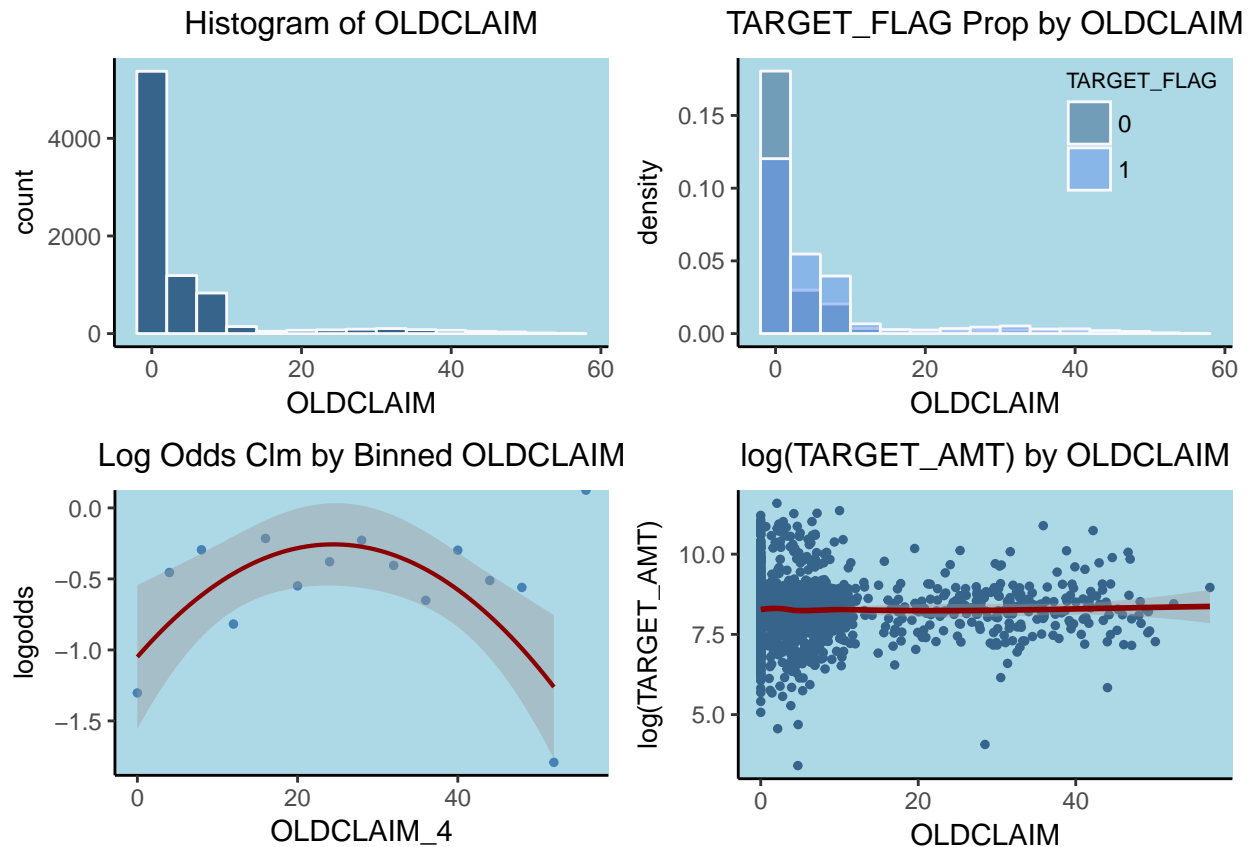 Histogram of OLDCLAIM
count
4000
2000
0
0 20 40 60
OLDCLAIM
TARGET_FLAG Prop by OLDCLAIM
density
0.15
0.10
0.05
0.00
TARGET_FLAG
0
1
0 20 40 60
OLDCLAIM
Log Odds Clm by Binned OLDCLAIM
logodds
0.0
−0.5
−1.0
−1.5
0 20 40
OLDCLAIM_4
log(TARGET_AMT) by OLDCLAIM
log(TARGET_AMT)
10.0
7.5
5.0
0 20 40
OLDCLAIM